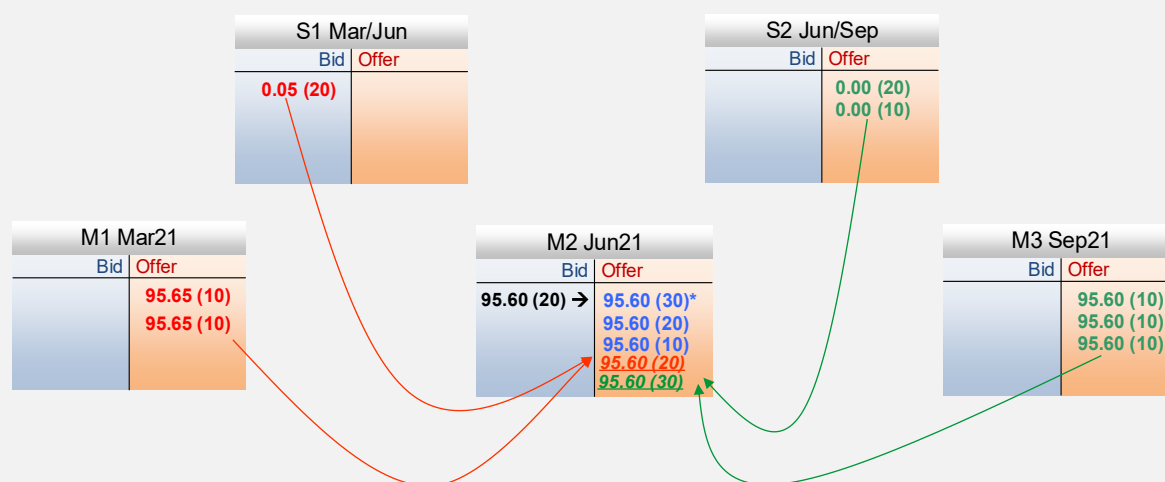 S1 Mar/Jun
Bid Offer
0.05 (20)
S2 Jun/Sep
Bid Offer
0.00 (20)
0.00 (10)
M1 Mar21
Bid Offer
95.65 (10)
95.65 (10)
M2 Jun21
Bid Offer
95.60 (20) → 95.60 (30)*
95.60 (20)
95.60 (10)
95.60 (20)
95.60 (30)
M3 Sep21
Bid Offer
95.60 (10)
95.60 (10)
95.60 (10)